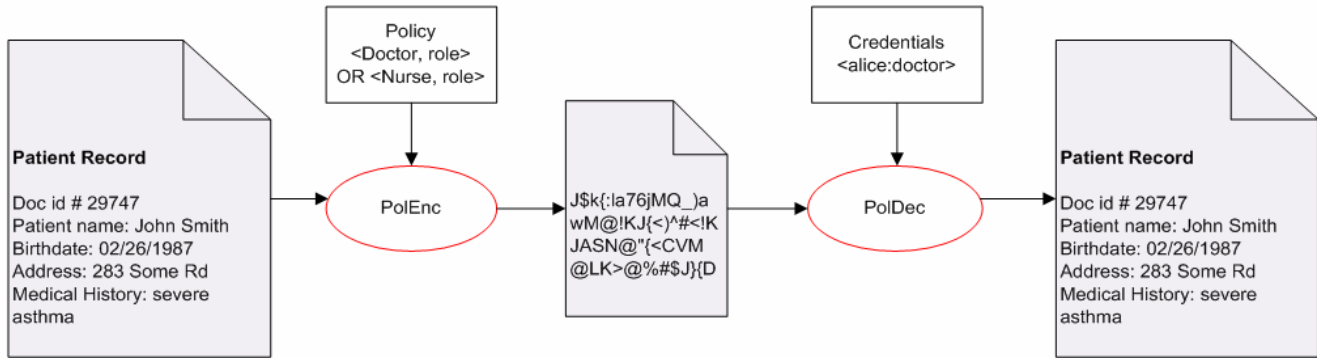 Patient Record
Doc id # 29747
Patient name: John Smith
Birthdate: 02/26/1987
Address: 283 Some Rd
Medical History: severe
asthma
Policy
<Doctor, role>
OR <Nurse, role>
PolEnc
J$k{:la76jMQ_)a
wM@!KJ{<)^#<!K
JASN@"{<CVM
@LK>@%#$J}{D
Credentials
<alice:doctor>
PolDec
Patient Record
Doc id # 29747
Patient name: John Smith
Birthdate: 02/26/1987
Address: 283 Some Rd
Medical History: severe
asthma